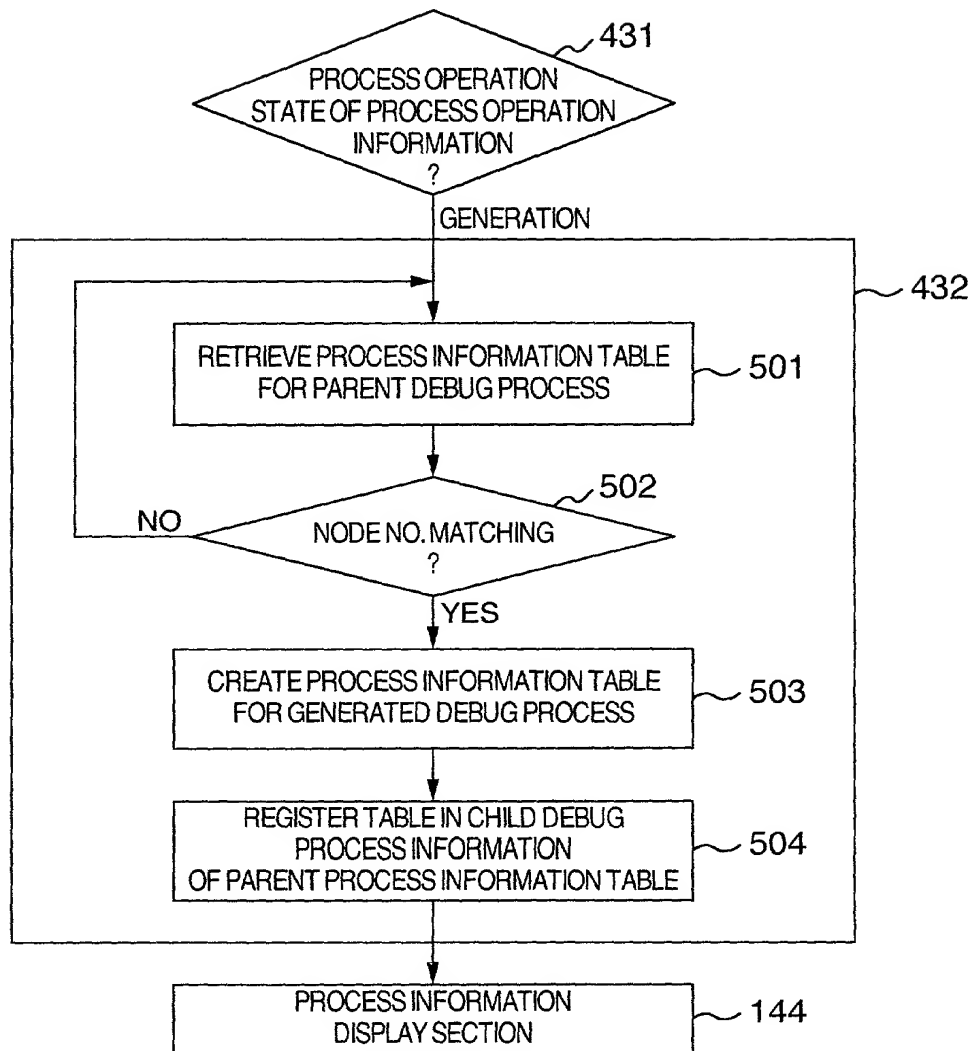 431
PROCESS OPERATION
STATE OF PROCESS OPERATION
INFORMATION
?
GENERATION
432
RETRIEVE PROCESS INFORMATION TABLE
FOR PARENT DEBUG PROCESS
501
502
NO
NODE NO. MATCHING
?
YES
CREATE PROCESS INFORMATION TABLE
FOR GENERATED DEBUG PROCESS
503
REGISTER TABLE IN CHILD DEBUG
PROCESS INFORMATION
OF PARENT PROCESS INFORMATION TABLE
504
PROCESS INFORMATION
DISPLAY SECTION
144